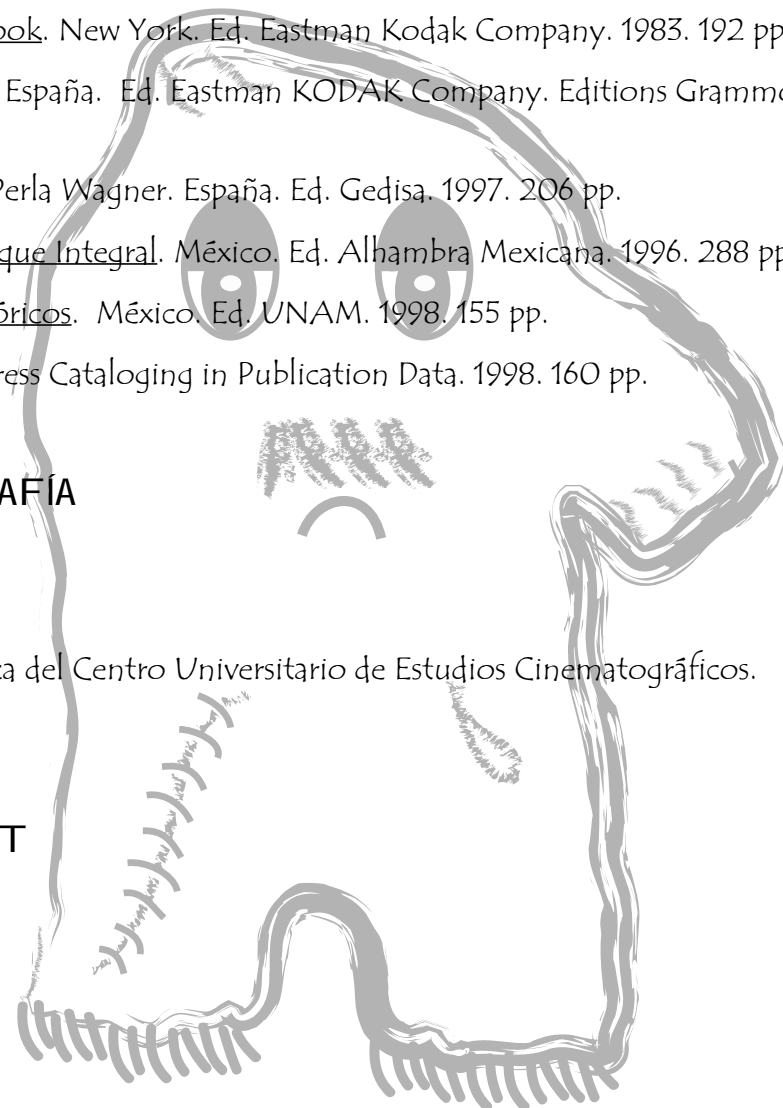 ook. New York. Ed. Eastman Kodak Company. 1983. 192 pp
España. Ed. Eastman KODAK Company. Editions Grammo
Perla Wagner. España. Ed. Gedisa. 1997. 206 pp.
que Integral. México. Ed. Alhambra Mexicana. 1996. 288 pp
óricos. México. Ed. UNAM. 1998. 155 pp.
ress Cataloging in Publication Data. 1998. 160 pp.
AFÍA
ca del Centro Universitario de Estudios Cinematográficos.
T